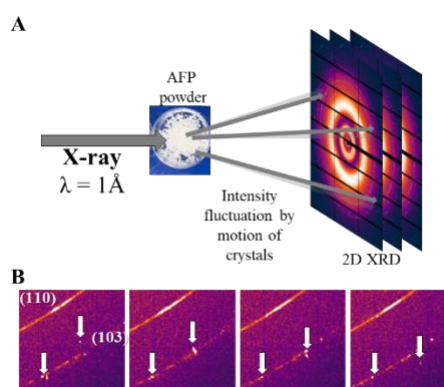 A
AFP
powder
X-ray
λ = 1Å
Intensity
fluctuation by
motion of
crystals
2D XRD
B
(110)
(103)